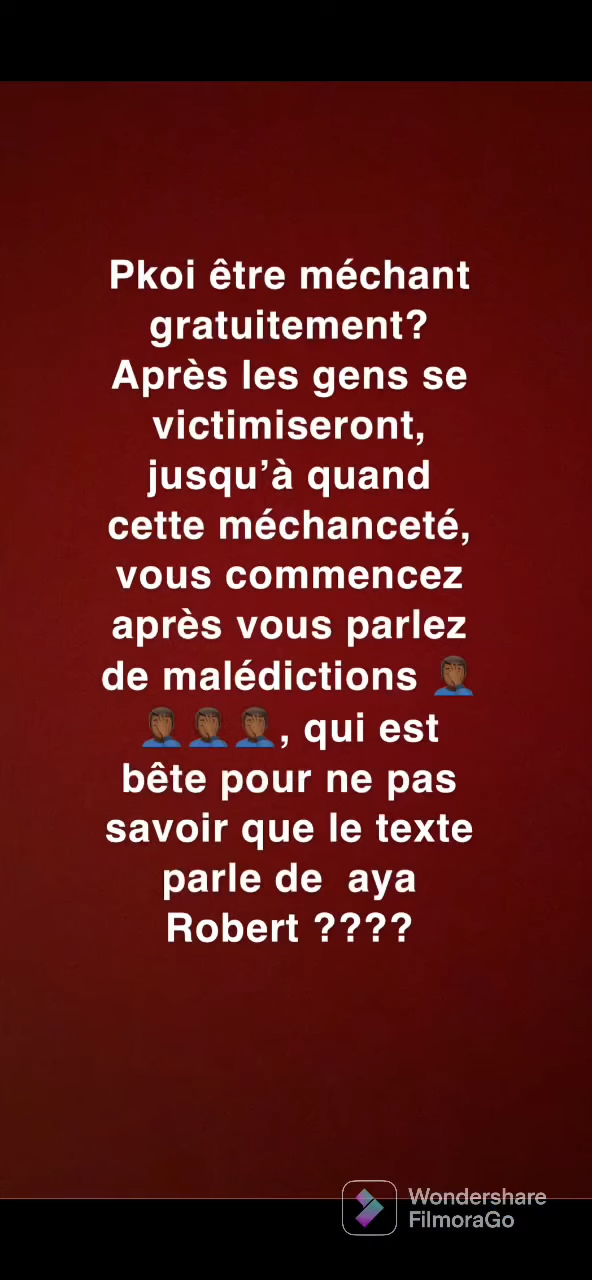 Pkoi être méchant
gratuitement?
Après les gens se
victimiseront,
jusqu’à quand
cette méchanceté,
vous commencez
après vous parlez
de malédictions 🤦🏾‍♂️
🤦🏾‍♂️🤦🏾‍♂️🤦🏾‍♂️, qui est
bête pour ne pas
savoir que le texte
parle de  aya
Robert ????
Wondershare
FilmoraGo